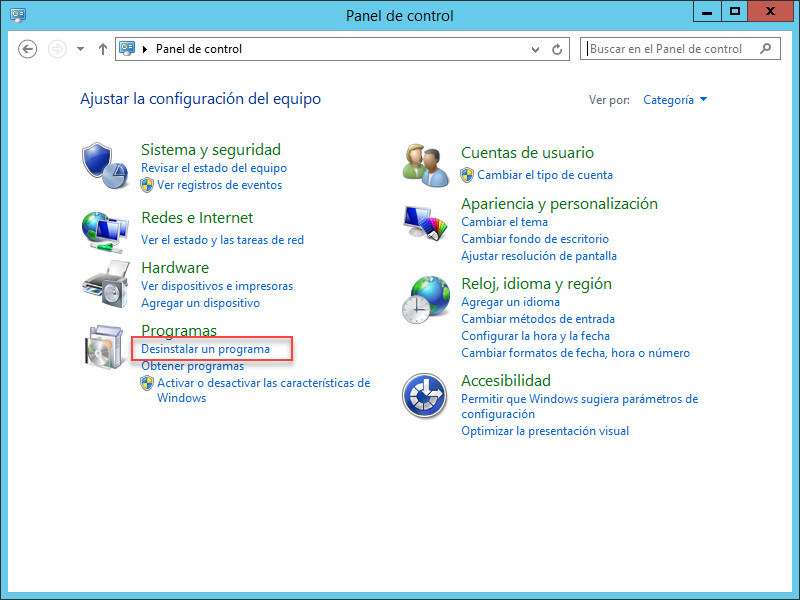 Panel de control
Panel de control
Buscar en el Panel de control
Ajustar la configuración del equipo
Ver por: Categoría
Sistema y seguridad
Revisar el estado del equipo
Ver registros de eventos
Redes e Internet
Ver el estado y las tareas de red
Hardware
Ver dispositivos e impresoras
Agregar un dispositivo
Programas
Desinstalar un programa
Obtener programas
Activar o desactivar las características de
Windows
Cuentas de usuario
Cambiar el tipo de cuenta
Apariencia y personalización
Cambiar el tema
Cambiar fondo de escritorio
Ajustar resolución de pantalla
Reloj, idioma y región
Agregar un idioma
Cambiar métodos de entrada
Configurar la hora y la fecha
Cambiar formatos de fecha, hora o número
Accesibilidad
Permitir que Windows sugiera parámetros de
configuración
Optimizar la presentación visual